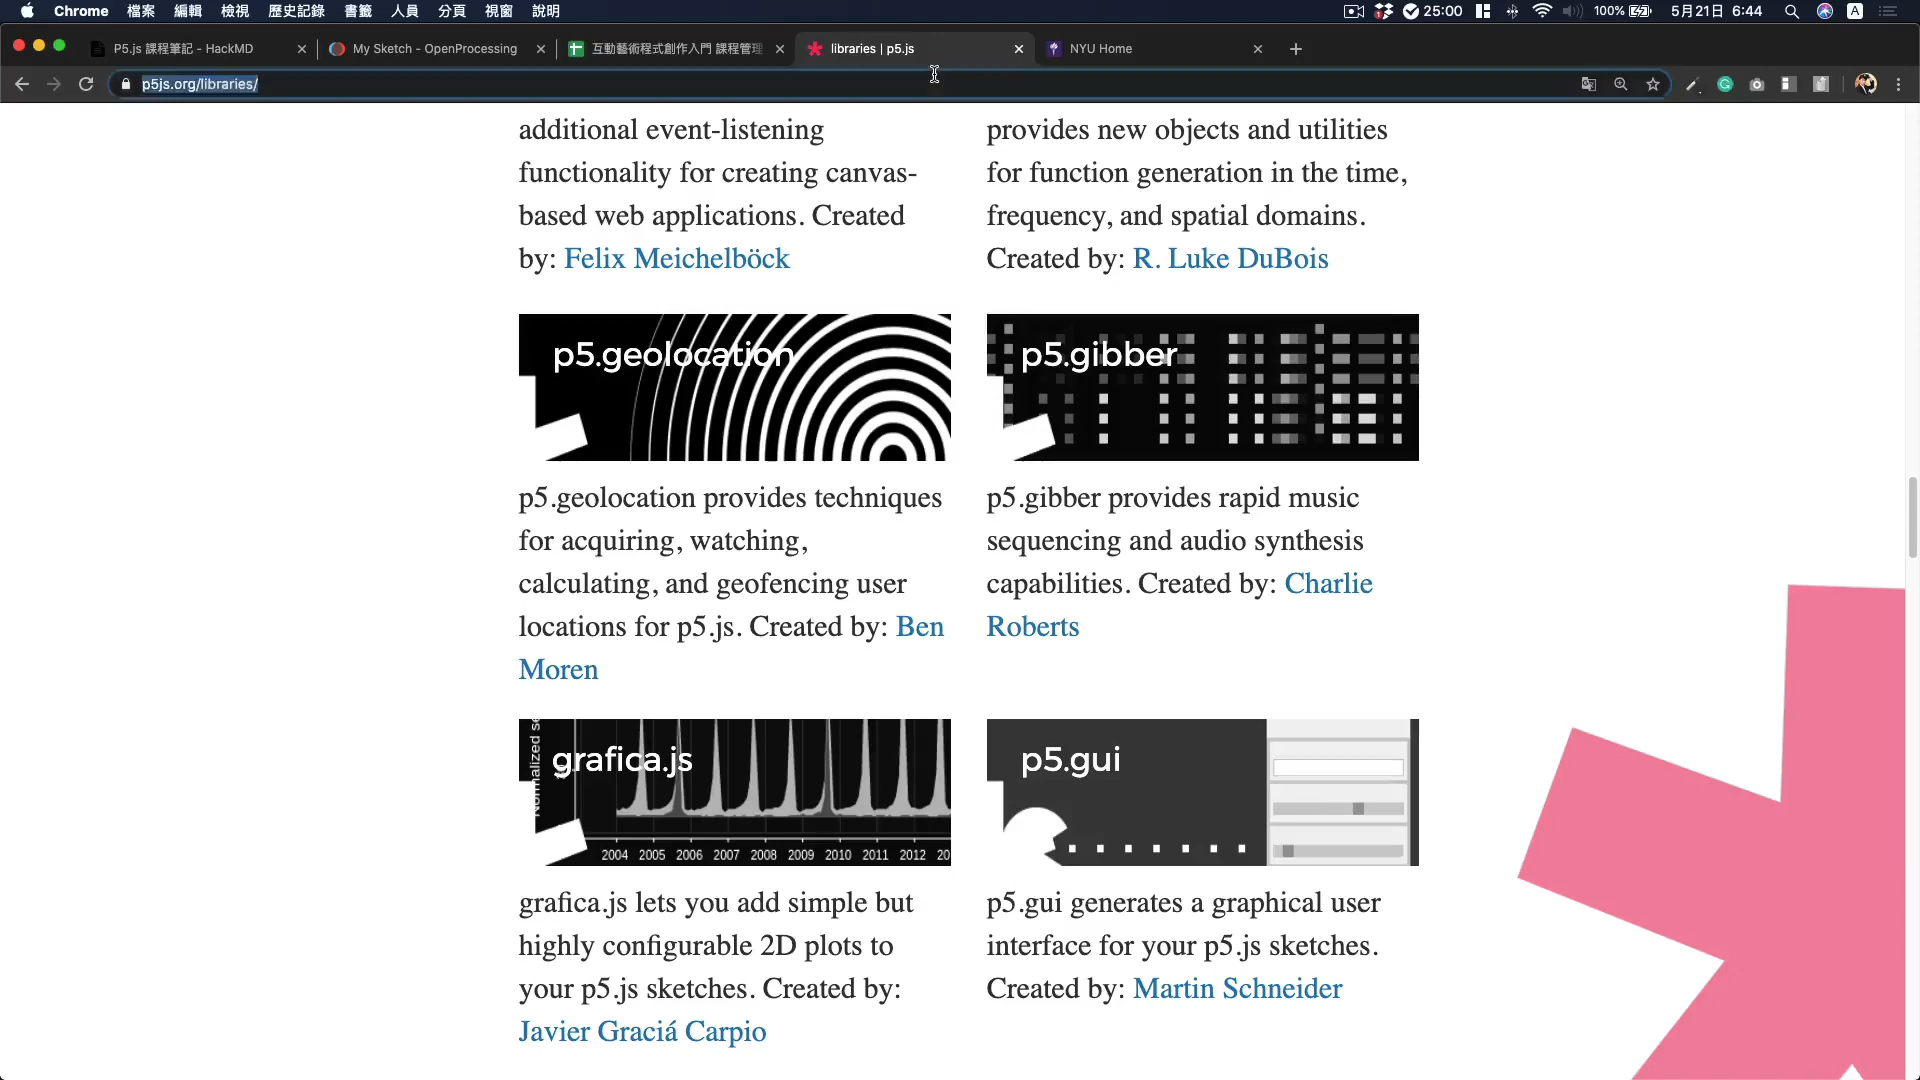 Chrome 檔案 編輯 檢視 歷史記錄 書籤 人員 分頁 視窗 說明 25:00 100% 5月21日 6:44 A
P5.js 課程筆記 - HackMD My Sketch - OpenProcessing 互動藝術程式創作入門 課程管理 libraries | p5.js NYU Home
p5js.org/libraries/
additional event-listening
functionality for creating canvas-
based web applications. Created
by: Felix Meichelböck
provides new objects and utilities
for function generation in the time,
frequency, and spatial domains.
Created by: R. Luke DuBois
p5.geolocation
p5.geolocation provides techniques
for acquiring, watching,
calculating, and geofencing user
locations for p5.js. Created by: Ben
Moren
p5.gibber
p5.gibber provides rapid music
sequencing and audio synthesis
capabilities. Created by: Charlie
Roberts
grafica.js
Normalized se
2004 2005 2006 2007 2008 2009 2010 2011 2012 20
grafica.js lets you add simple but
highly configurable 2D plots to
your p5.js sketches. Created by:
Javier Graciá Carpio
p5.gui
p5.gui generates a graphical user
interface for your p5.js sketches.
Created by: Martin Schneider